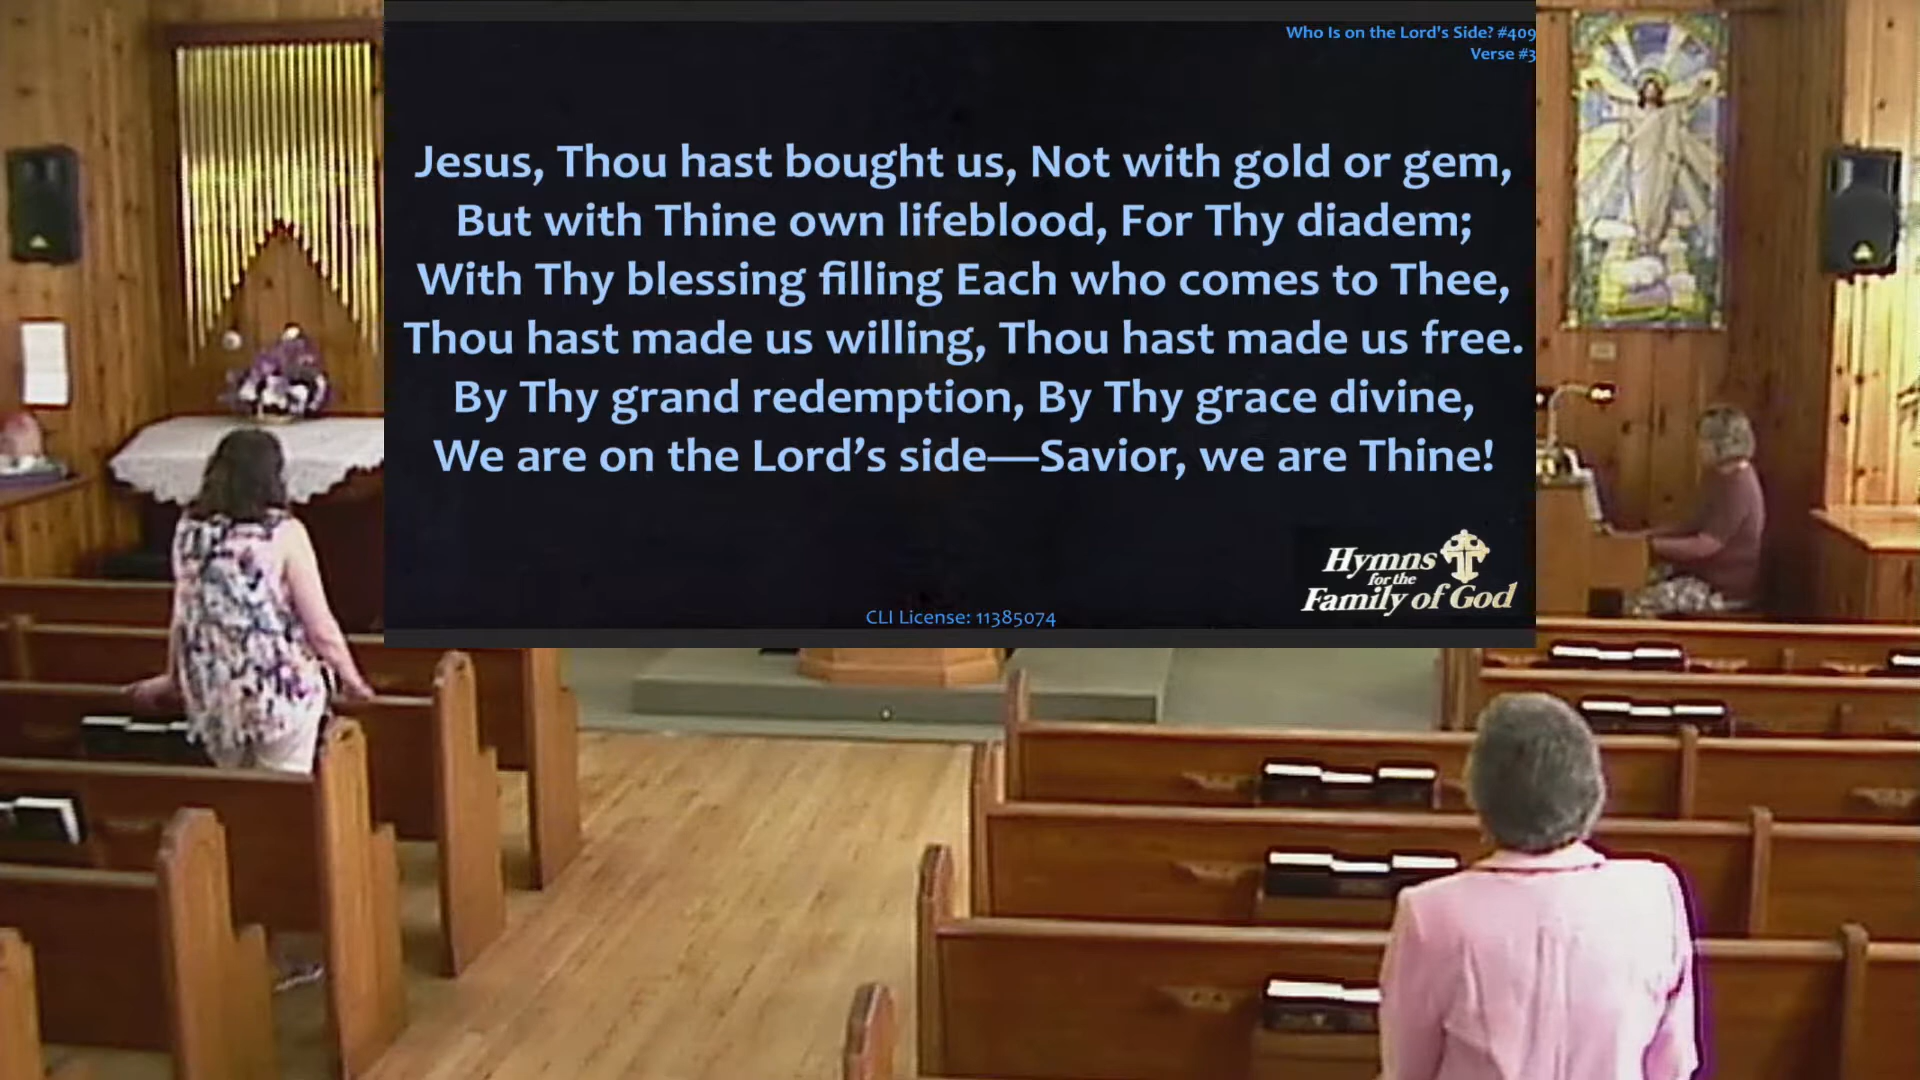 Who Is on the Lord's Side? #409
Verse #3
Jesus, Thou hast bought us, Not with gold or gem,
But with Thine own lifeblood, For Thy diadem;
With Thy blessing filling Each who comes to Thee,
Thou hast made us willing, Thou hast made us free.
By Thy grand redemption, By Thy grace divine,
We are on the Lord’s side—Savior, we are Thine!
Hymns
for the
Family of God
CLI License: 11385074